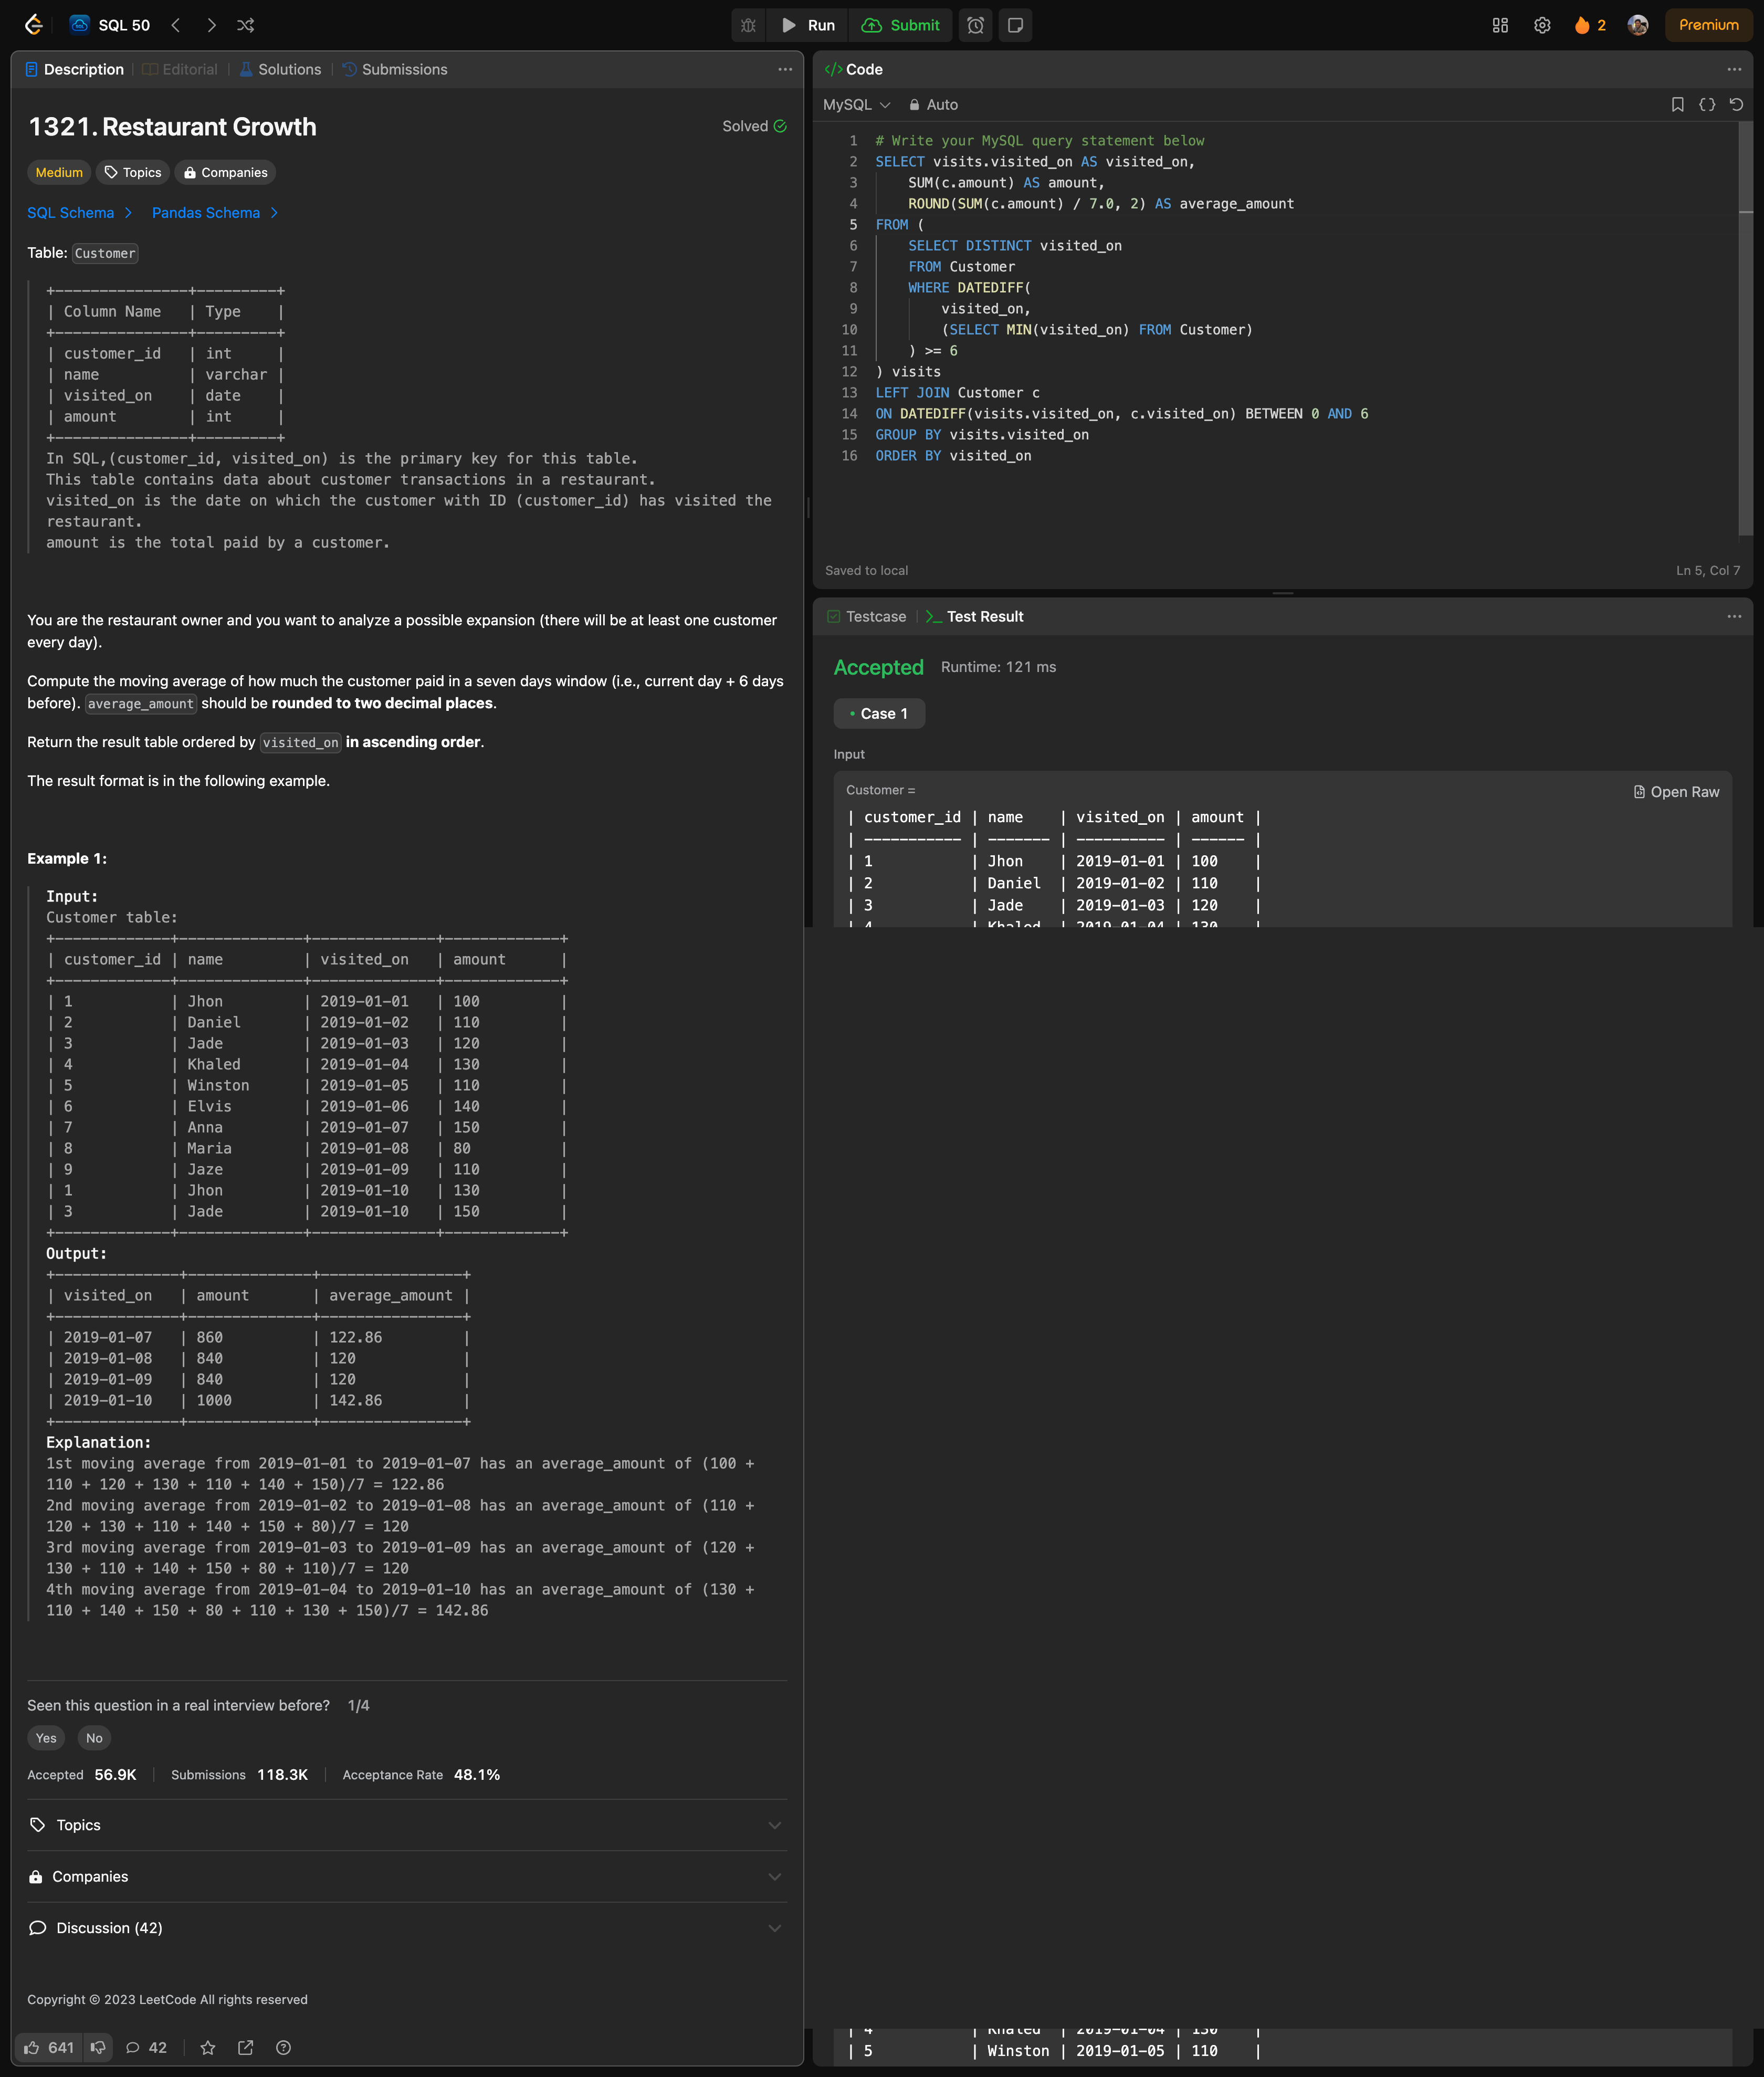 SQL 50
Run
Submit
2
Premium
Description
Editorial
Solutions
Submissions
1321. Restaurant Growth
Solved
Medium
Topics
Companies
SQL Schema
Pandas Schema
Table: Customer
+---------------+---------+
| Column Name   | Type    |
+---------------+---------+
| customer_id   | int     |
| name          | varchar |
| visited_on    | date    |
| amount        | int     |
+---------------+---------+
In SQL,(customer_id, visited_on) is the primary key for this table.
This table contains data about customer transactions in a restaurant.
visited_on is the date on which the customer with ID (customer_id) has visited the
restaurant.
amount is the total paid by a customer.
You are the restaurant owner and you want to analyze a possible expansion (there will be at least one customer
every day).
Compute the moving average of how much the customer paid in a seven days window (i.e., current day + 6 days
before). average_amount should be rounded to two decimal places.
Return the result table ordered by visited_on in ascending order.
The result format is in the following example.
Example 1:
Input:
Customer table:
+-------------+--------------+--------------+-------------+
| customer_id | name         | visited_on   | amount      |
+-------------+--------------+--------------+-------------+
| 1           | Jhon         | 2019-01-01   | 100         |
| 2           | Daniel       | 2019-01-02   | 110         |
| 3           | Jade         | 2019-01-03   | 120         |
| 4           | Khaled       | 2019-01-04   | 130         |
| 5           | Winston      | 2019-01-05   | 110         |
| 6           | Elvis        | 2019-01-06   | 140         |
| 7           | Anna         | 2019-01-07   | 150         |
| 8           | Maria        | 2019-01-08   | 80          |
| 9           | Jaze         | 2019-01-09   | 110         |
| 1           | Jhon         | 2019-01-10   | 130         |
| 3           | Jade         | 2019-01-10   | 150         |
+-------------+--------------+--------------+-------------+
Output:
+--------------+--------------+----------------+
| visited_on   | amount       | average_amount |
+--------------+--------------+----------------+
| 2019-01-07   | 860          | 122.86         |
| 2019-01-08   | 840          | 120            |
| 2019-01-09   | 840          | 120            |
| 2019-01-10   | 1000         | 142.86         |
+--------------+--------------+----------------+
Explanation:
1st moving average from 2019-01-01 to 2019-01-07 has an average_amount of (100 +
110 + 120 + 130 + 110 + 140 + 150)/7 = 122.86
2nd moving average from 2019-01-02 to 2019-01-08 has an average_amount of (110 +
120 + 130 + 110 + 140 + 150 + 80)/7 = 120
3rd moving average from 2019-01-03 to 2019-01-09 has an average_amount of (120 +
130 + 110 + 140 + 150 + 80 + 110)/7 = 120
4th moving average from 2019-01-04 to 2019-01-10 has an average_amount of (130 +
110 + 140 + 150 + 80 + 110 + 130 + 150)/7 = 142.86
Seen this question in a real interview before? 1/4
Yes No
Accepted 56.9K Submissions 118.3K Acceptance Rate 48.1%
Topics
Companies
Discussion (42)
Copyright © 2023 LeetCode All rights reserved
641 42
</> Code
MySQL
Auto
1 # Write your MySQL query statement below
2 SELECT visits.visited_on AS visited_on,
3     SUM(c.amount) AS amount,
4     ROUND(SUM(c.amount) / 7.0, 2) AS average_amount
5 FROM (
6     SELECT DISTINCT visited_on
7     FROM Customer
8     WHERE DATEDIFF(
9         visited_on,
10         (SELECT MIN(visited_on) FROM Customer)
11     ) >= 6
12 ) visits
13 LEFT JOIN Customer c
14 ON DATEDIFF(visits.visited_on, c.visited_on) BETWEEN 0 AND 6
15 GROUP BY visits.visited_on
16 ORDER BY visited_on
Saved to local
Ln 5, Col 7
Testcase
>_ Test Result
Accepted Runtime: 121 ms
Case 1
Input
Customer =
Open Raw
| customer_id | name    | visited_on | amount |
| ----------- | ------- | ---------- | ------ |
| 1           | Jhon    | 2019-01-01 | 100    |
| 2           | Daniel  | 2019-01-02 | 110    |
| 3           | Jade    | 2019-01-03 | 120    |
| 4           | Khaled  | 2019-01-04 | 130    |
| 4           | Khaled  | 2019-01-04 | 130    |
| 5           | Winston | 2019-01-05 | 110    |